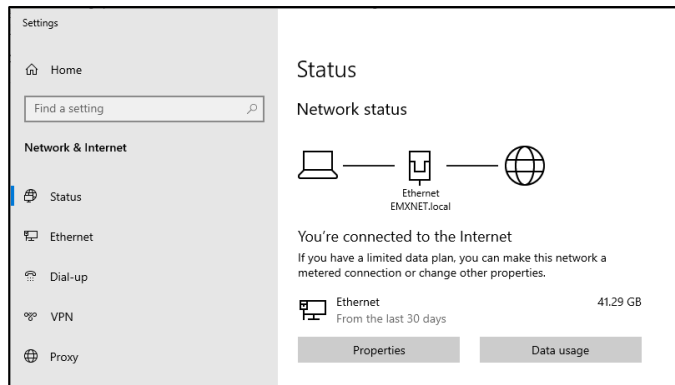 Settings
Home
Find a setting
Network & Internet
Status
Ethernet
Dial-up
VPN
Proxy
Status
Network status
Ethernet
EMXNET.local
You're connected to the Internet
If you have a limited data plan, you can make this network a
metered connection or change other properties.
Ethernet 41.29 GB
From the last 30 days
Properties Data usage